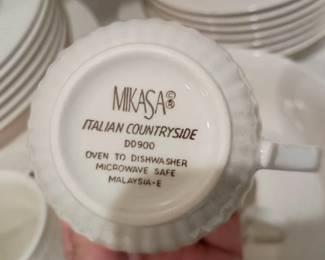 MIKASA©®
ITALIAN COUNTRYSIDE
DD900
OVEN TO DISHWASHER
MICROWAVE SAFE
MALAYSIA-E